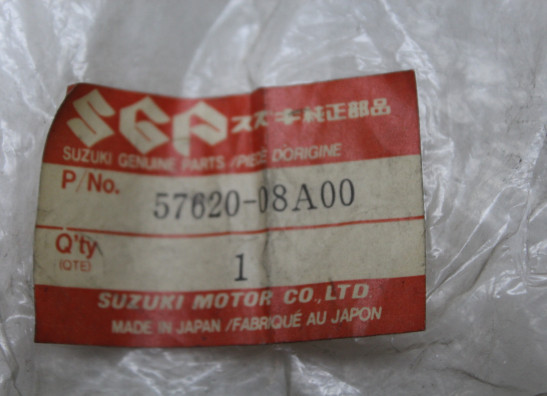 SGP スズキ純正部品
SUZUKI GENUINE PARTS /PIECE D'ORIGINE
P/No. 57620-08A00
Q'ty 1
(QTE)
SUZUKI MOTOR CO.,LTD.
MADE IN JAPAN /FABRIQUÉ AU JAPON